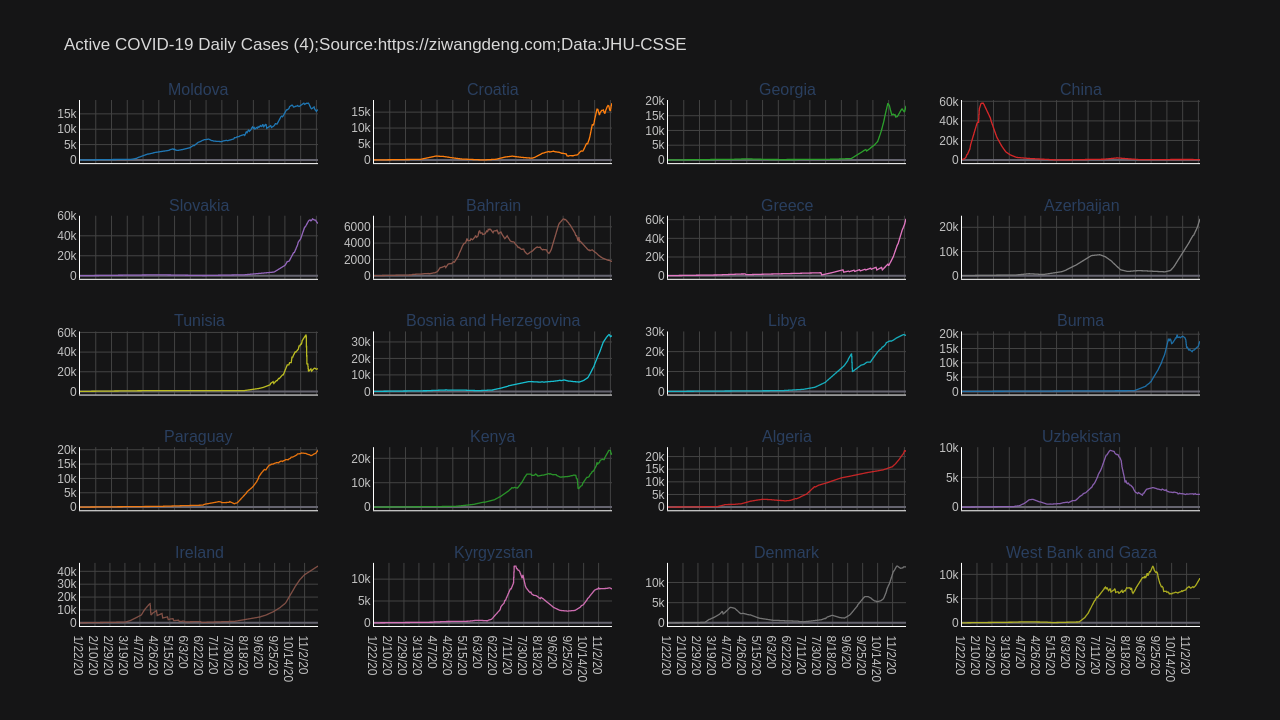 Active COVID-19 Daily Cases (4);Source:https://ziwangdeng.com;Data:JHU-CSSE
Moldova
15k
10k
5k
0
Croatia
15k
10k
5k
0
Georgia
20k
15k
10k
5k
0
China
60k
40k
20k
0
Slovakia
60k
40k
20k
0
Bahrain
6000
4000
2000
0
Greece
60k
40k
20k
0
Azerbaijan
20k
10k
0
Tunisia
60k
40k
20k
0
Bosnia and Herzegovina
30k
20k
10k
0
Libya
30k
20k
10k
0
Burma
20k
15k
10k
5k
0
Paraguay
20k
15k
10k
5k
0
Kenya
20k
10k
0
Algeria
20k
15k
10k
5k
0
Uzbekistan
10k
5k
0
Ireland
40k
30k
20k
10k
0
1/22/20 2/10/20 2/29/20 3/19/20 4/7/20 4/26/20 5/15/20 6/3/20 6/22/20 7/11/20 7/30/20 8/18/20 9/6/20 9/25/20 10/14/20 11/2/20
Kyrgyzstan
10k
5k
0
1/22/20 2/10/20 2/29/20 3/19/20 4/7/20 4/26/20 5/15/20 6/3/20 6/22/20 7/11/20 7/30/20 8/18/20 9/6/20 9/25/20 10/14/20 11/2/20
Denmark
10k
5k
0
1/22/20 2/10/20 2/29/20 3/19/20 4/7/20 4/26/20 5/15/20 6/3/20 6/22/20 7/11/20 7/30/20 8/18/20 9/6/20 9/25/20 10/14/20 11/2/20
West Bank and Gaza
10k
5k
0
1/22/20 2/10/20 2/29/20 3/19/20 4/7/20 4/26/20 5/15/20 6/3/20 6/22/20 7/11/20 7/30/20 8/18/20 9/6/20 9/25/20 10/14/20 11/2/20